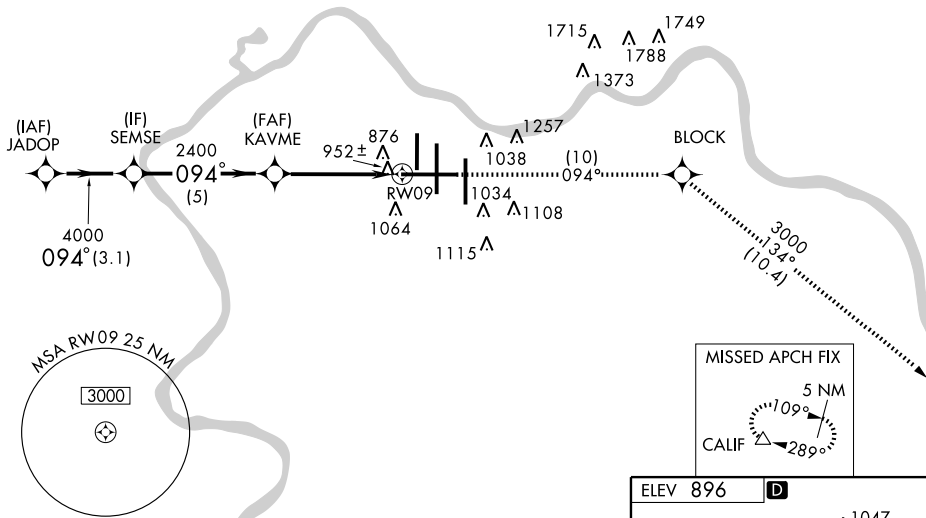 1715
1749
1788
1373
(IAF)
JADOP
(IF)
SEMSE
2400
094°
(5)
(FAF)
KAVME
876
952±
1257
1038
(10)
094°
BLOCK
RW09
1034
1108
1064
1115
4000
094° (3.1)
3000
134°
(10.4)
MSA RW09 25 NM
3000
MISSED APCH FIX
5 NM
109°
CALIF
289°
ELEV 896
D
1047